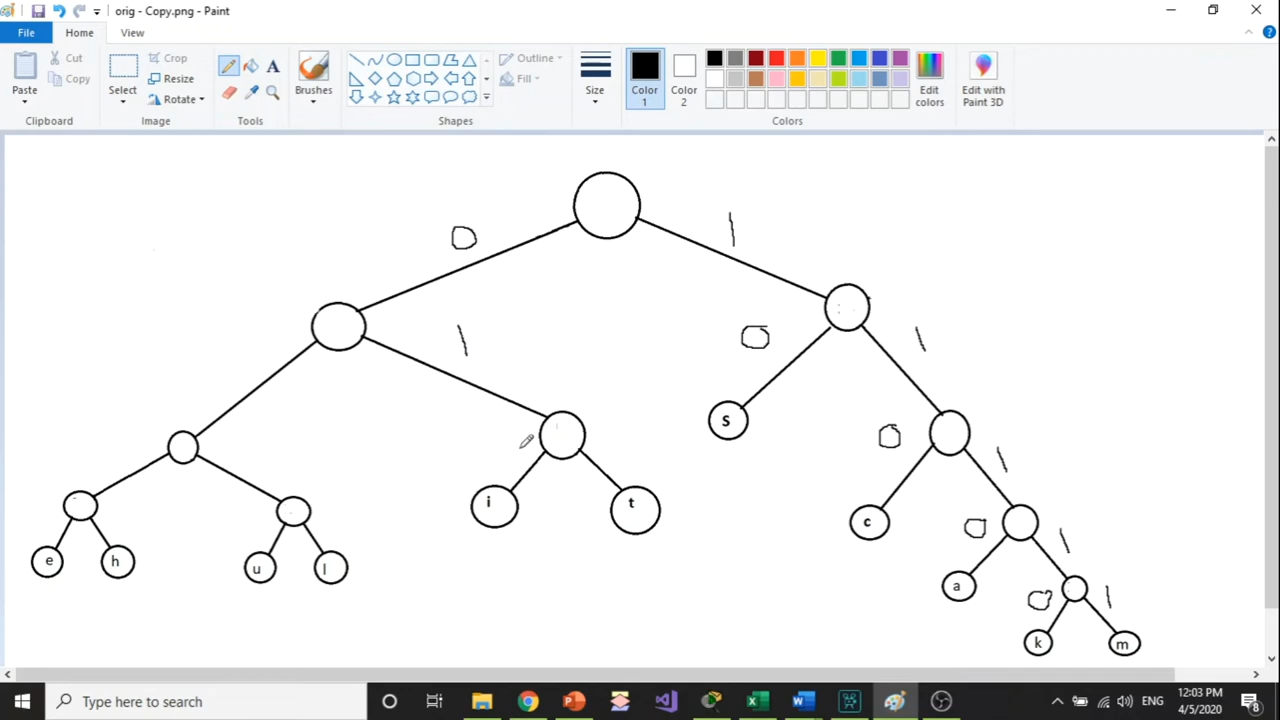 orig - Copy.png - Paint
File Home View
Paste
Cut
Copy
Clipboard
Select
Crop
Resize
Rotate
Image
A
Tools
Brushes
Shapes
Outline
Fill
Size
Color 1
Color 2
Edit colors
Colors
Edit with Paint 3D
0 1
0 1
1
s
0 1
i t
c
0 1
e h u l
a
0 1
k m
Type here to search
ENG
12:03 PM
4/5/2020
8